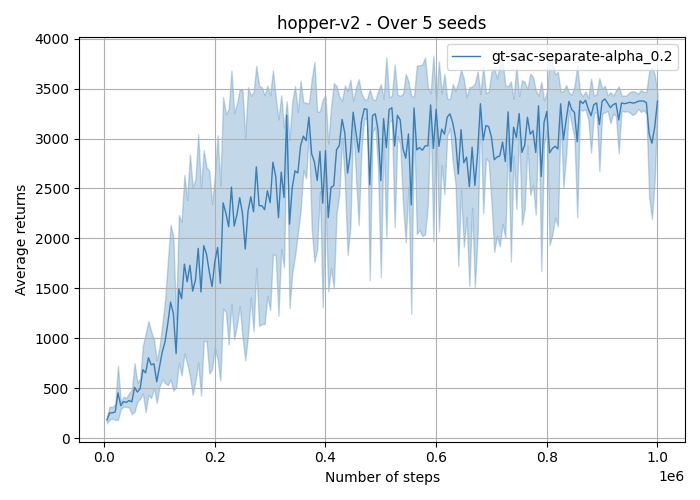 hopper-v2 - Over 5 seeds
gt-sac-separate-alpha_0.2
Average returns
4000
3500
3000
2500
2000
1500
1000
500
0
0.0 0.2 0.4 0.6 0.8 1.0
1e6
Number of steps